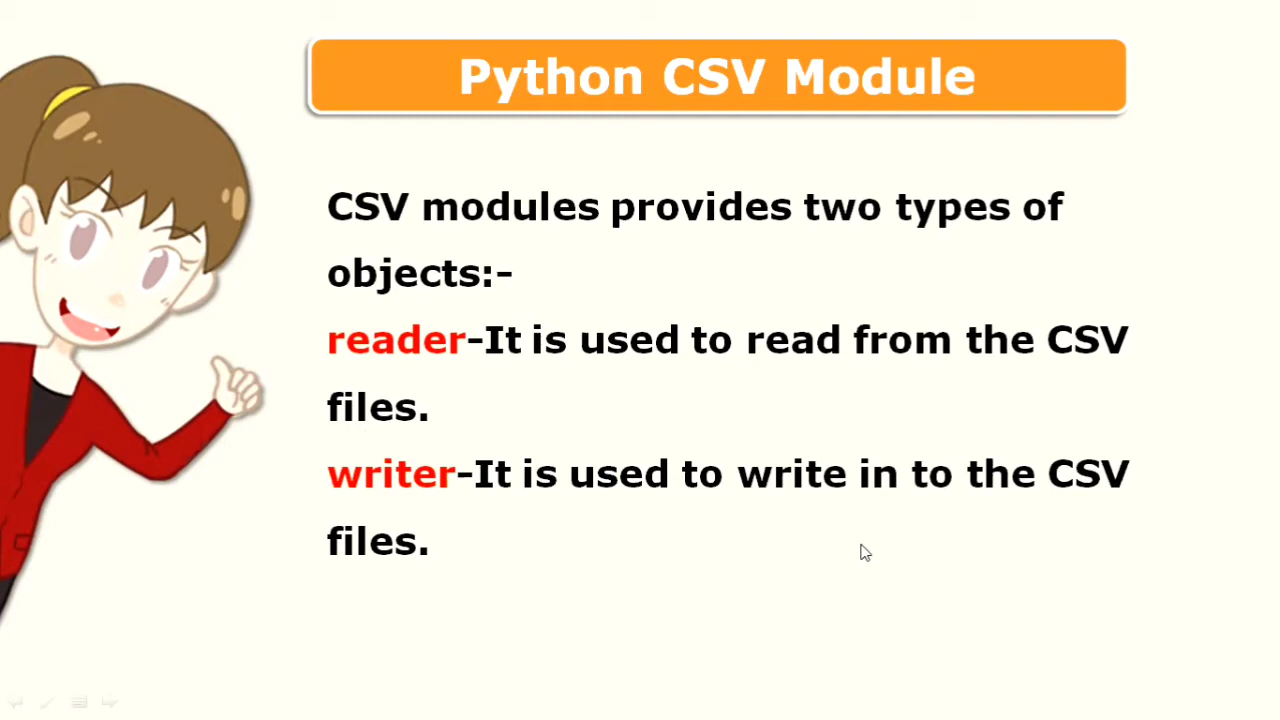 Python CSV Module
CSV modules provides two types of
objects:-
reader-It is used to read from the CSV
files.
writer-It is used to write in to the CSV
files.